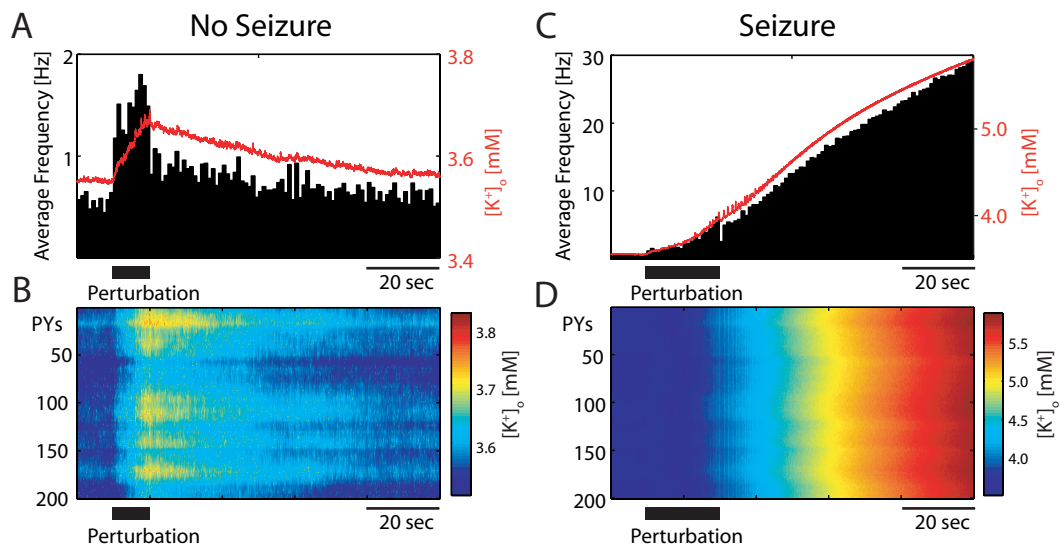 A
No Seizure
2
1
Average Frequency [Hz]
3.8
3.6
3.4
[K+]o [mM]
Perturbation
20 sec
B
PYs
50
100
150
200
3.8
3.7
3.6
[K+]o [mM]
Perturbation
20 sec
C
Seizure
30
20
10
Average Frequency [Hz]
5.0
4.0
[K+]o [mM]
Perturbation
20 sec
D
PYs
50
100
150
200
5.5
5.0
4.5
4.0
[K+]o [mM]
Perturbation
20 sec